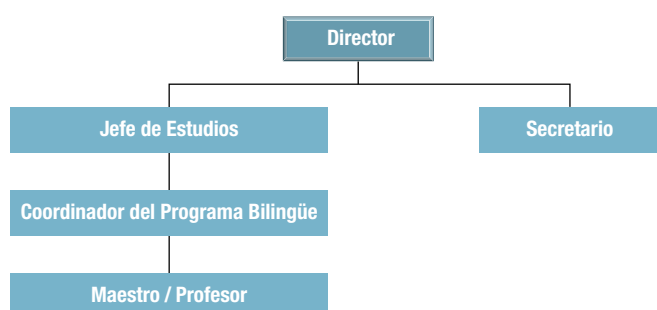 Director
Jefe de Estudios
Secretario
Coordinador del Programa Bilingüe
Maestro / Profesor